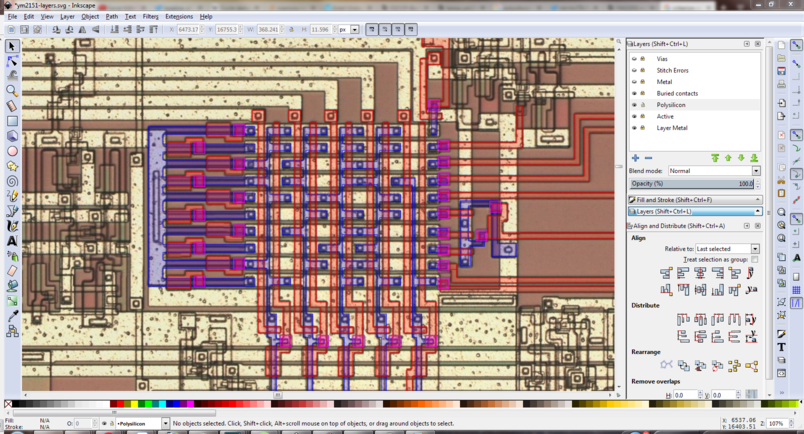 *ym2151-layers.svg - Inkscape
File Edit View Layer Object Path Text Filters Extensions Help
X: 6473.17 Y: 16755.3 W: 368.241 H: 11.596 px
Layers (Shift+Ctrl+L)
Vias
Stitch Errors
Metal
Buried contacts
Polysilicon
Active
Layer Metal
Blend mode: Normal
Opacity (%) 100.0
Fill and Stroke (Shift+Ctrl+F)
Layers (Shift+Ctrl+L)
Align and Distribute (Shift+Ctrl+A)
Align
Relative to: Last selected
Treat selection as group:
Distribute
Rearrange
Remove overlaps
H: 0.0 V: 0.0
Fill: N/A
Stroke: N/A
O: 0
•Polysilicon
No objects selected. Click, Shift+click, Alt+scroll mouse on top of objects, or drag around objects to select.
X: 6537.08
Y: 16403.51
Z: 107%